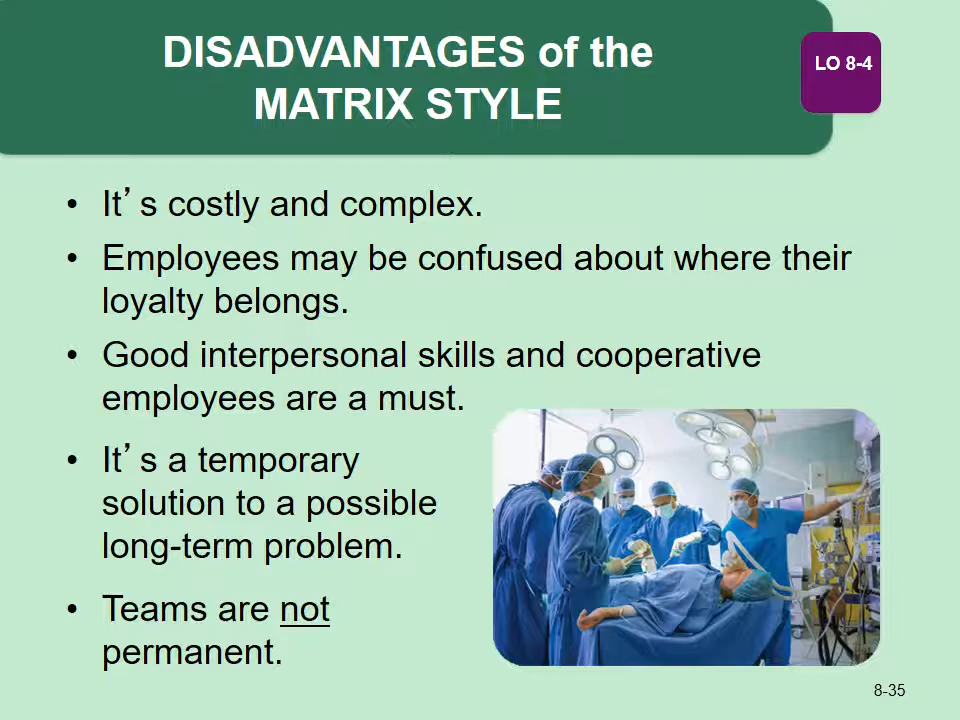 DISADVANTAGES of the
MATRIX STYLE
LO 8-4
• It’s costly and complex.
• Employees may be confused about where their
loyalty belongs.
• Good interpersonal skills and cooperative
employees are a must.
• It’s a temporary
solution to a possible
long-term problem.
• Teams are not
permanent.
8-35